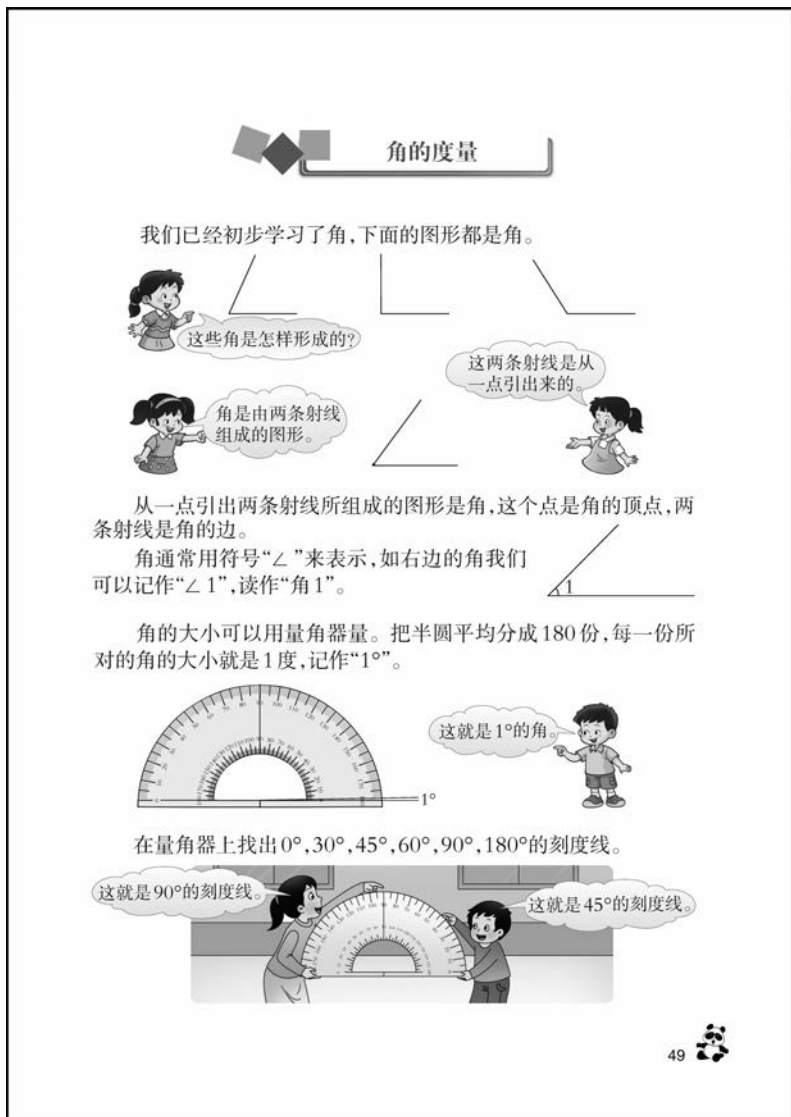 角的度量
我们已经初步学习了角,下面的图形都是角。
这些角是怎样形成的?
这两条射线是从
一点引出来的。
角是由两条射线
组成的图形。
从一点引出两条射线所组成的图形是角,这个点是角的顶点,两
条射线是角的边。
角通常用符号“∠”来表示,如右边的角我们
可以记作“∠1”,读作“角1”。
1
角的大小可以用量角器量。把半圆平均分成180份,每一份所
对的角的大小就是1度,记作“1°”。
这就是1°的角。
1°
在量角器上找出0°,30°,45°,60°,90°,180°的刻度线。
这就是90°的刻度线。
这就是45°的刻度线。
49